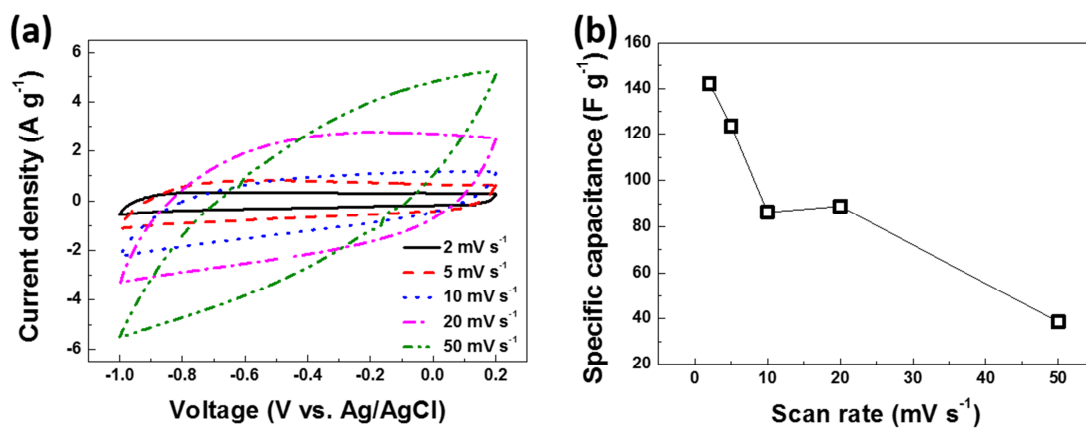 (a)
Current density (A g⁻¹)
6
4
2
0
-2
-4
-6
2 mV s⁻¹
5 mV s⁻¹
10 mV s⁻¹
20 mV s⁻¹
50 mV s⁻¹
-1.0 -0.8 -0.6 -0.4 -0.2 0.0 0.2
Voltage (V vs. Ag/AgCl)
(b)
Specific capacitance (F g⁻¹)
160
140
120
100
80
60
40
20
0 10 20 30 40 50
Scan rate (mV s⁻¹)